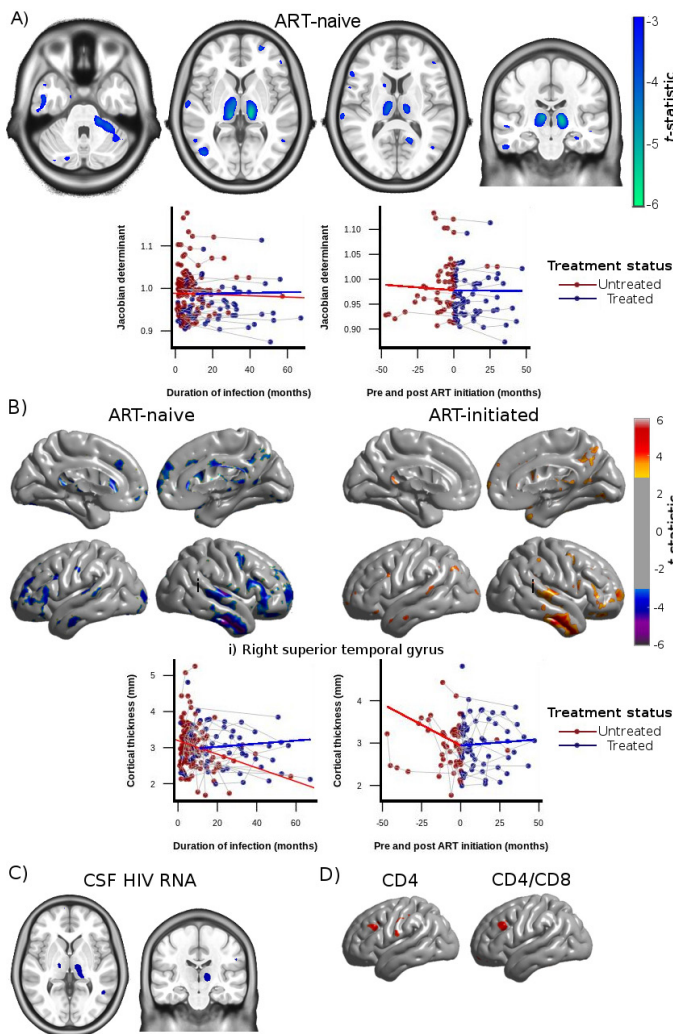 A)
ART-naive
-3
-4
-5
-6
t-statistic
Jacobian determinant
1.1
1.0
0.9
0 20 40 60
Duration of infection (months)
Jacobian determinant
1.10
1.05
1.00
0.95
0.90
-50 -25 0 25 50
Pre and post ART initiation (months)
Treatment status
Untreated
Treated
B)
ART-naive
ART-initiated
6
4
2
0
-2
-4
-6
t-statistic
i
i
i) Right superior temporal gyrus
Cortical thickness (mm)
5
4
3
2
0 20 40 60
Duration of infection (months)
Cortical thickness (mm)
4
3
2
-50 -25 0 25 50
Pre and post ART initiation (months)
Treatment status
Untreated
Treated
C)
CSF HIV RNA
D)
CD4
CD4/CD8